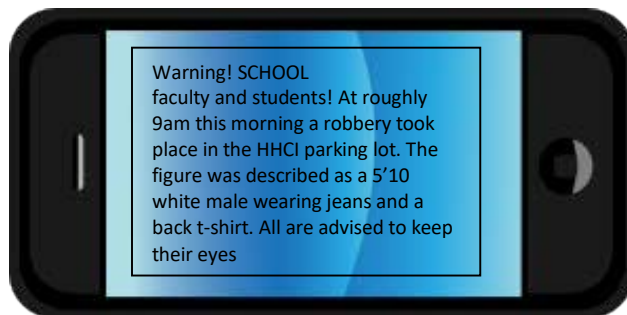 Warning! SCHOOL
faculty and students! At roughly
9am this morning a robbery took
place in the HHCI parking lot. The
figure was described as a 5’10
white male wearing jeans and a
back t-shirt. All are advised to keep
their eyes